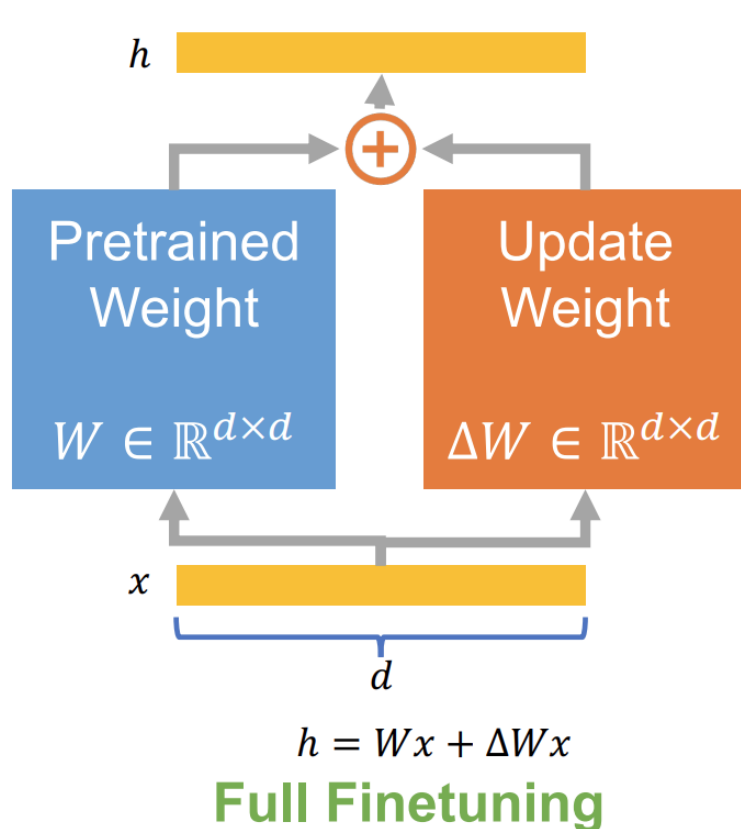 h
+
Pretrained
Weight
W ∈ ℝ^{d×d}
Update
Weight
ΔW ∈ ℝ^{d×d}
x
d
h = Wx + ΔWx
Full Finetuning